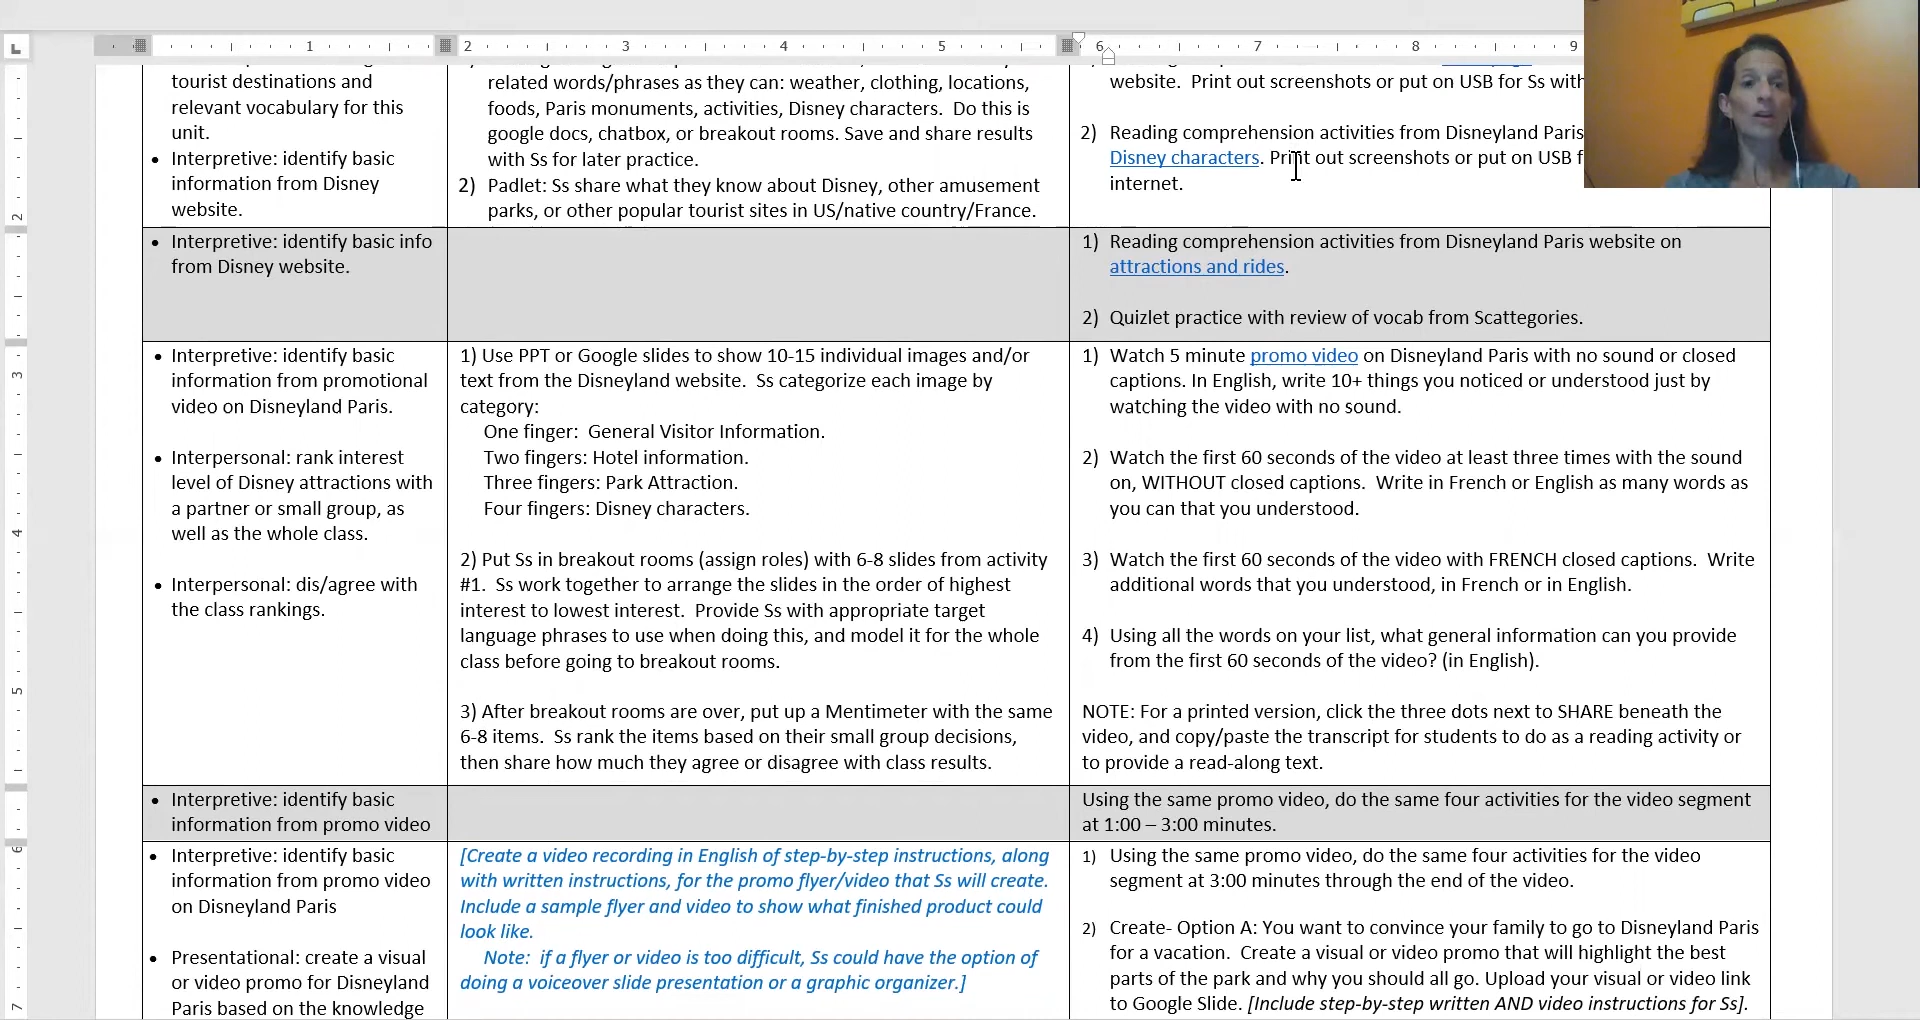 1 2 3 4 5 6 7 8 9
tourist destinations and
relevant vocabulary for this
unit.
• Interpretive: identify basic
information from Disney
website.
related words/phrases as they can: weather, clothing, locations,
foods, Paris monuments, activities, Disney characters. Do this is
google docs, chatbox, or breakout rooms. Save and share results
with Ss for later practice.
2) Padlet: Ss share what they know about Disney, other amusement
parks, or other popular tourist sites in US/native country/France.
website. Print out screenshots or put on USB for Ss with
2) Reading comprehension activities from Disneyland Paris
Disney characters. Print out screenshots or put on USB f
internet.
• Interpretive: identify basic info
from Disney website.
1) Reading comprehension activities from Disneyland Paris website on
attractions and rides.
2) Quizlet practice with review of vocab from Scattegories.
• Interpretive: identify basic
information from promotional
video on Disneyland Paris.
• Interpersonal: rank interest
level of Disney attractions with
a partner or small group, as
well as the whole class.
• Interpersonal: dis/agree with
the class rankings.
1) Use PPT or Google slides to show 10-15 individual images and/or
text from the Disneyland website. Ss categorize each image by
category:
One finger: General Visitor Information.
Two fingers: Hotel information.
Three fingers: Park Attraction.
Four fingers: Disney characters.
2) Put Ss in breakout rooms (assign roles) with 6-8 slides from activity
#1. Ss work together to arrange the slides in the order of highest
interest to lowest interest. Provide Ss with appropriate target
language phrases to use when doing this, and model it for the whole
class before going to breakout rooms.
3) After breakout rooms are over, put up a Mentimeter with the same
6-8 items. Ss rank the items based on their small group decisions,
then share how much they agree or disagree with class results.
1) Watch 5 minute promo video on Disneyland Paris with no sound or closed
captions. In English, write 10+ things you noticed or understood just by
watching the video with no sound.
2) Watch the first 60 seconds of the video at least three times with the sound
on, WITHOUT closed captions. Write in French or English as many words as
you can that you understood.
3) Watch the first 60 seconds of the video with FRENCH closed captions. Write
additional words that you understood, in French or in English.
4) Using all the words on your list, what general information can you provide
from the first 60 seconds of the video? (in English).
NOTE: For a printed version, click the three dots next to SHARE beneath the
video, and copy/paste the transcript for students to do as a reading activity or
to provide a read-along text.
• Interpretive: identify basic
information from promo video
Using the same promo video, do the same four activities for the video segment
at 1:00 – 3:00 minutes.
• Interpretive: identify basic
information from promo video
on Disneyland Paris
• Presentational: create a visual
or video promo for Disneyland
Paris based on the knowledge
[Create a video recording in English of step-by-step instructions, along
with written instructions, for the promo flyer/video that Ss will create.
Include a sample flyer and video to show what finished product could
look like.
Note: if a flyer or video is too difficult, Ss could have the option of
doing a voiceover slide presentation or a graphic organizer.]
1) Using the same promo video, do the same four activities for the video
segment at 3:00 minutes through the end of the video.
2) Create- Option A: You want to convince your family to go to Disneyland Paris
for a vacation. Create a visual or video promo that will highlight the best
parts of the park and why you should all go. Upload your visual or video link
to Google Slide. [Include step-by-step written AND video instructions for Ss].
2
3
4
5
6
7